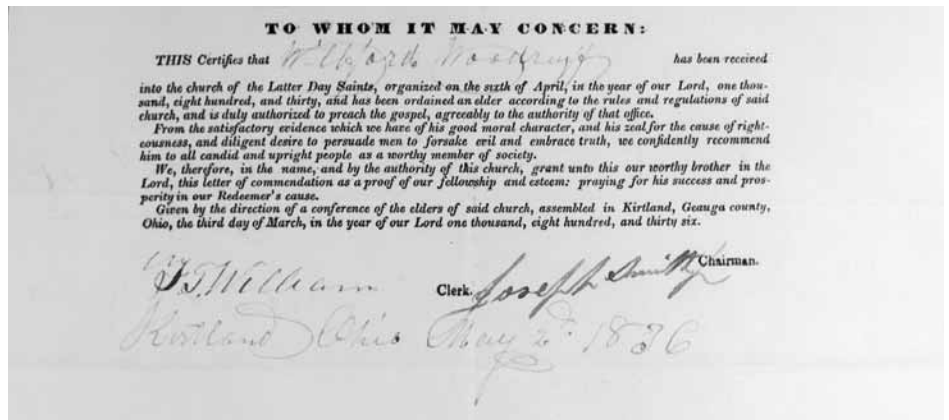 TO WHOM IT MAY CONCERN:
THIS Certifies that Wilford Woodruff has been received
into the church of the Latter Day Saints, organized on the sixth of April, in the year of our Lord, one thou-
sand, eight hundred, and thirty, and has been ordained an elder according to the rules and regulations of said
church, and is duly authorized to preach the gospel, agreeably to the authority of that office.
From the satisfactory evidence which we have of his good moral character, and his zeal for the cause of right-
eousness, and diligent desire to persuade men to forsake evil and embrace truth, we confidently recommend
him to all candid and upright people as a worthy member of society.
We, therefore, in the name, and by the authority of this church, grant unto this our worthy brother in the
Lord, this letter of commendation as a proof of our fellowship and esteem: praying for his success and pros-
perity in our Redeemer's cause.
Given by the direction of a conference of the elders of said church, assembled in Kirtland, Geauga county,
Ohio, the third day of March, in the year of our Lord one thousand, eight hundred, and thirty six.
Chairman.
F. G. William Clerk. Joseph Smith Jr
Kirtland Ohio May 2d 1836